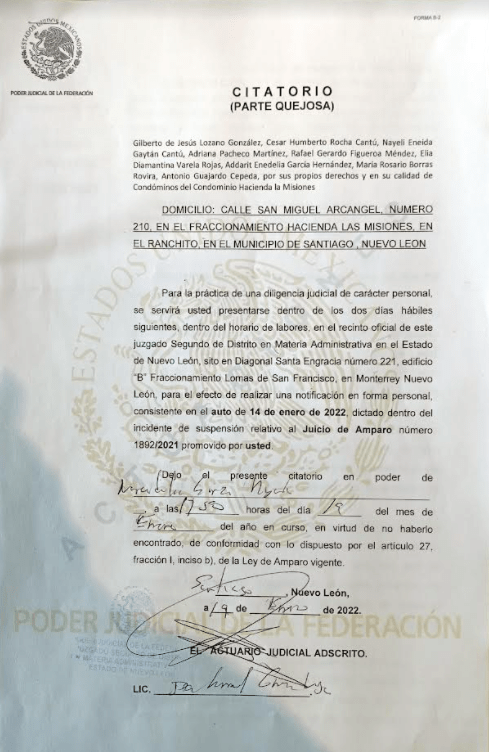 FORMA B-2
ESTADOS UNIDOS MEXICANOS
PODER JUDICIAL DE LA FEDERACIÓN
CITATORIO
(PARTE QUEJOSA)
Gilberto de Jesús Lozano González, Cesar Humberto Rocha Cantú, Nayeli Eneida
Gaytán Cantú, Adriana Pacheco Martínez, Rafael Gerardo Figueroa Méndez, Elia
Diamantina Varela Rojas, Addarit Enedelia Garcia Hernández, Maria Rosario Borras
Rovira, Antonio Guajardo Cepeda, por sus propios derechos y en su calidad de
Condóminos del Condominio Hacienda la Misiones
DOMICILIO: CALLE SAN MIGUEL ARCANGEL, NUMERO
210, EN EL FRACCIONAMIENTO HACIENDA LAS MISIONES, EN
EL RANCHITO, EN EL MUNICIPIO DE SANTIAGO , NUEVO LEON
Para la práctica de una diligencia judicial de carácter personal,
se servirá usted presentarse dentro de los dos días hábiles
siguientes, dentro del horario de labores, en el recinto oficial de este
juzgado Segundo de Distrito en Materia Administrativa en el Estado
de Nuevo León, sito en Diagonal Santa Engracia número 221, edificio
"B" Fraccionamiento Lomas de San Francisco, en Monterrey Nuevo
León, para el efecto de realizar una notificación en forma personal,
consistente en el auto de 14 de enero de 2022, dictado dentro del
incidente de suspensión relativo al Juicio de Amparo número
1892/2021 promovido por usted.
Dejo el presente citatorio en poder de
a las horas del día 19 del mes de
Enero del año en curso, en virtud de no haberlo
encontrado, de conformidad con lo dispuesto por el articulo 27,
fracción I, inciso b), de la Ley de Amparo vigente.
Santiago Nuevo León,
a 19 de Enero de 2022.
PODER JUDICIAL DE LA FEDERACIÓN
EL ACTUARIO JUDICIAL ADSCRITO.
LIC.